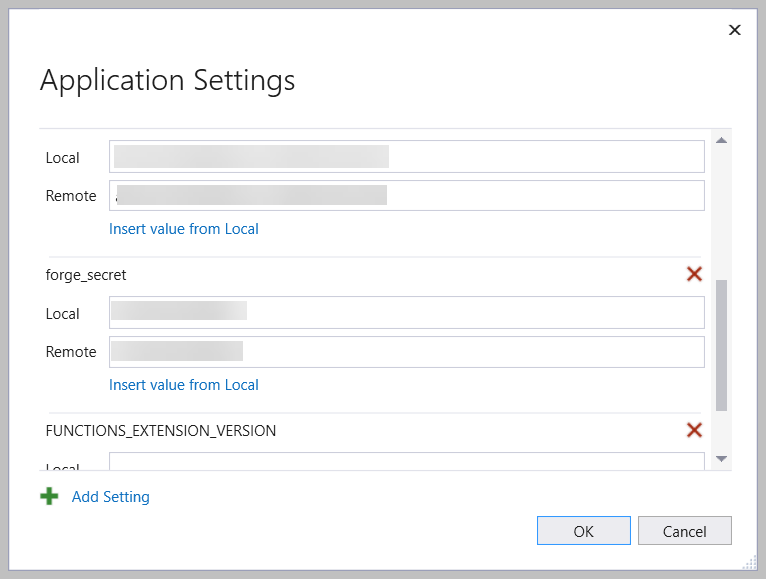 Application Settings
Local
Remote
Insert value from Local
forge_secret
Local
Remote
Insert value from Local
FUNCTIONS_EXTENSION_VERSION
Local
Add Setting
OK
Cancel